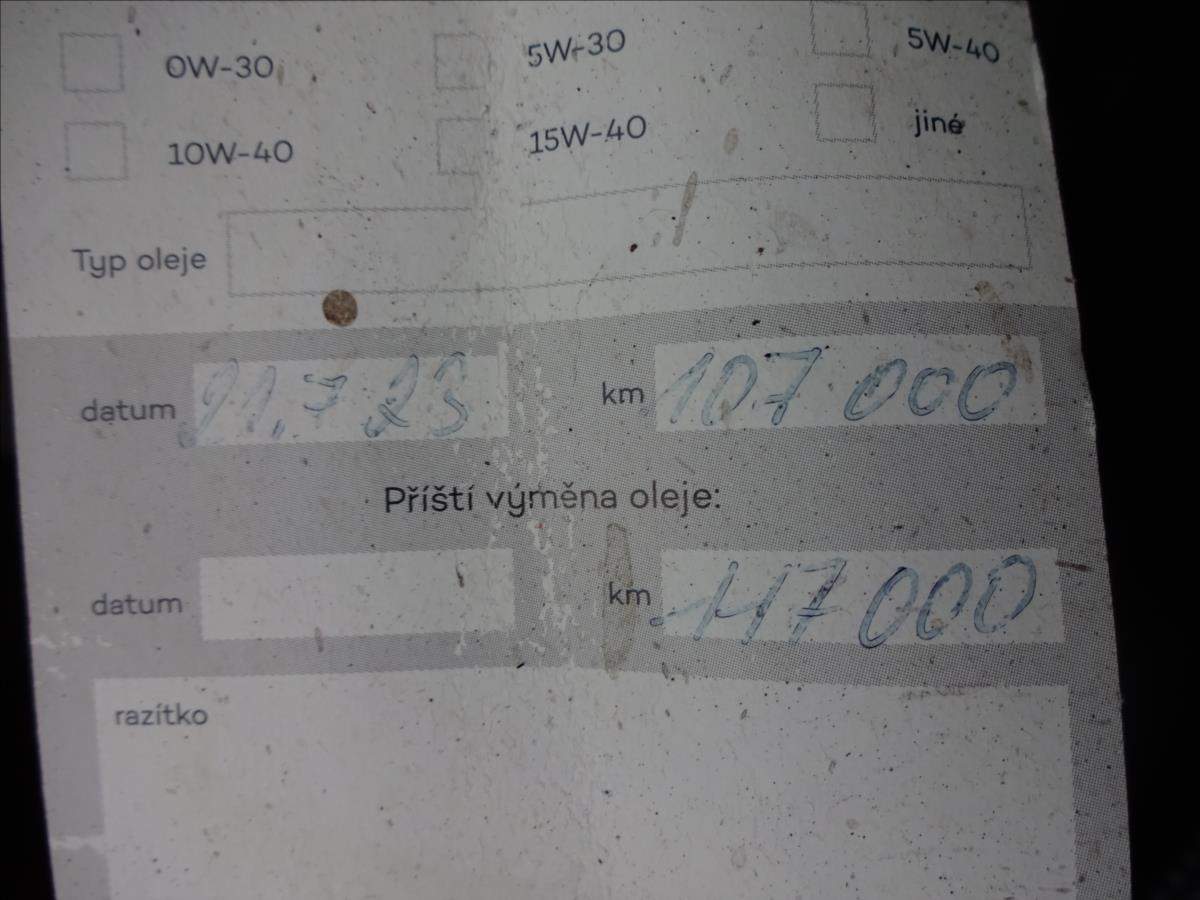 0W-30 5W-30 5W-40
10W-40 15W-40 jiné
Typ oleje
datum 21.7 23 km 107 000
Příští výměna oleje:
datum km 117 000
razítko